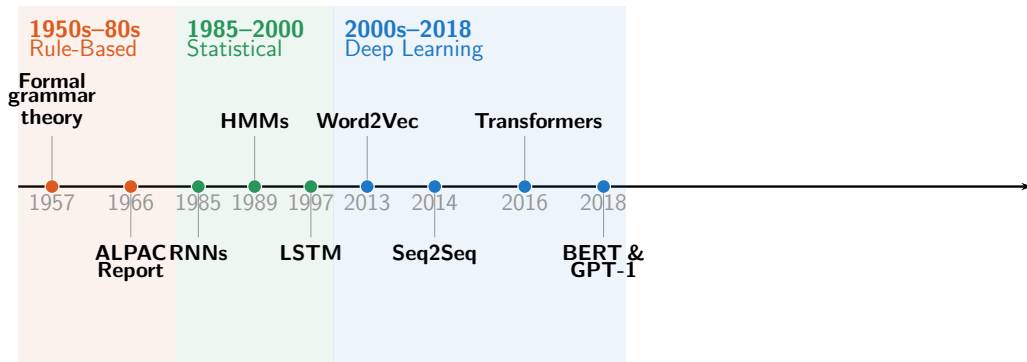 1950s–80s
Rule-Based
1985–2000
Statistical
2000s–2018
Deep Learning
Formal
grammar
theory
HMMs
Word2Vec
Transformers
1957
1966
1985
1989
1997
2013
2014
2016
2018
ALPAC
Report
RNNs
LSTM
Seq2Seq
BERT &
GPT-1